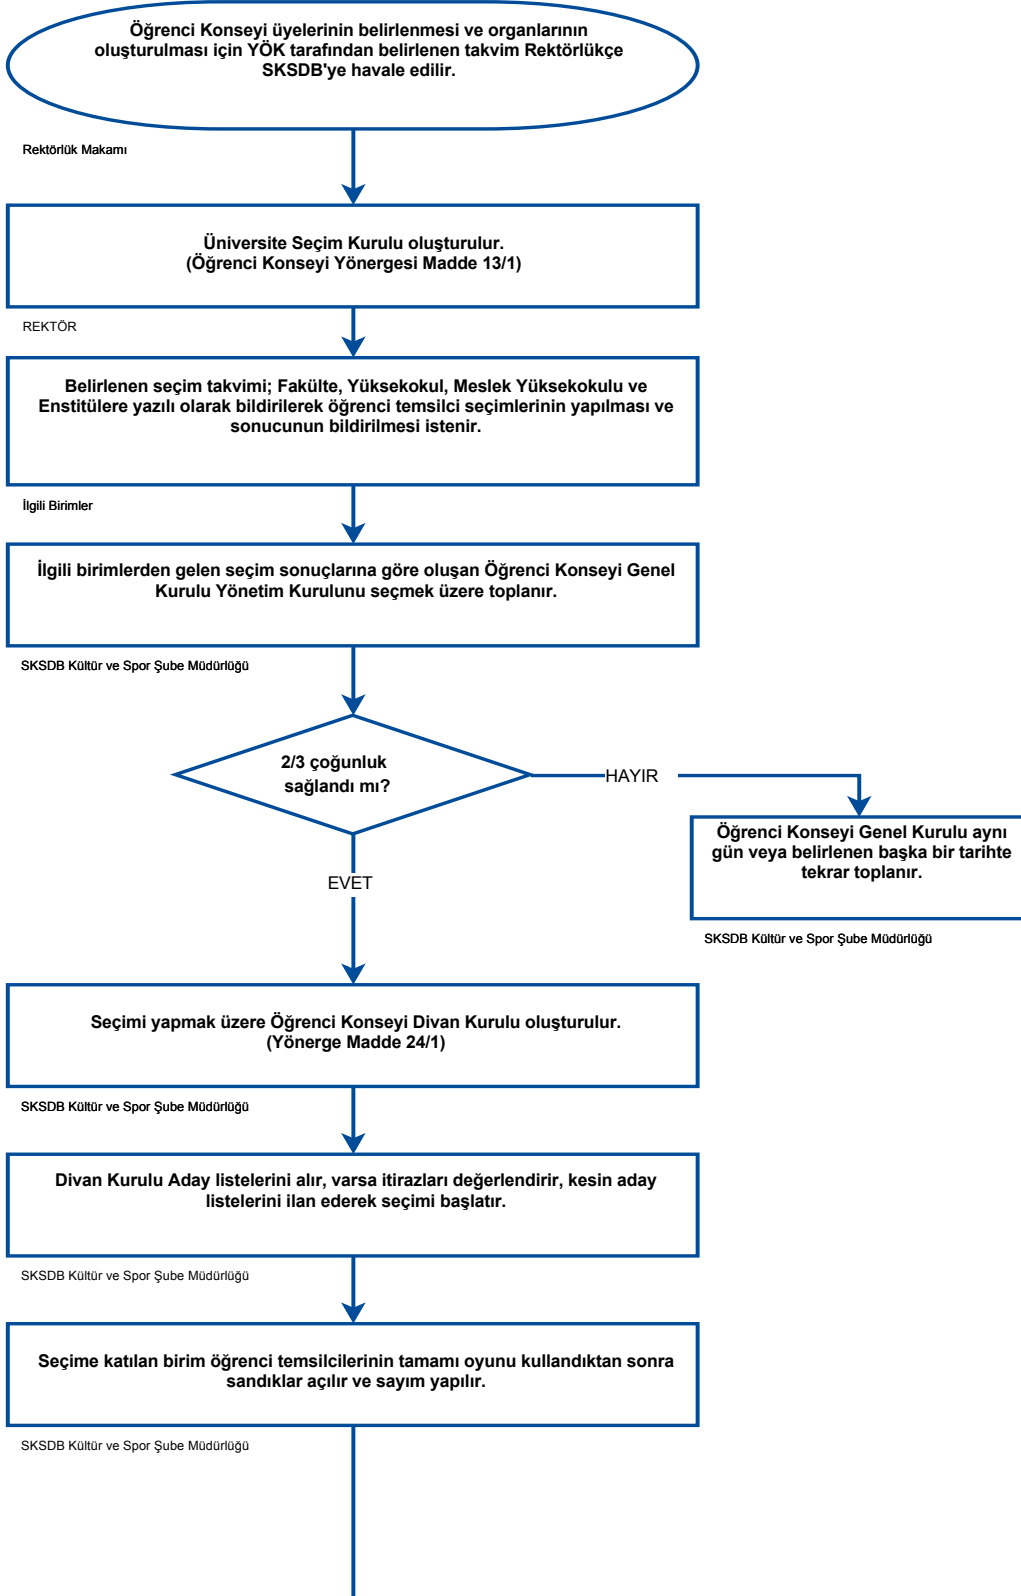 Öğrenci Konseyi üyelerinin belirlenmesi ve organlarının
oluşturulması için YÖK tarafından belirlenen takvim Rektörlükçe
SKSDB'ye havale edilir.
Rektörlük Makamı
Üniversite Seçim Kurulu oluşturulur.
(Öğrenci Konseyi Yönergesi Madde 13/1)
REKTÖR
Belirlenen seçim takvimi; Fakülte, Yüksekokul, Meslek Yüksekokulu ve
Enstitülere yazılı olarak bildirilerek öğrenci temsilci seçimlerinin yapılması ve
sonucunun bildirilmesi istenir.
İlgili Birimler
İlgili birimlerden gelen seçim sonuçlarına göre oluşan Öğrenci Konseyi Genel
Kurulu Yönetim Kurulunu seçmek üzere toplanır.
SKSDB Kültür ve Spor Şube Müdürlüğü
2/3 çoğunluk
sağlandı mı?
HAYIR
Öğrenci Konseyi Genel Kurulu aynı
gün veya belirlenen başka bir tarihte
tekrar toplanır.
SKSDB Kültür ve Spor Şube Müdürlüğü
EVET
Seçimi yapmak üzere Öğrenci Konseyi Divan Kurulu oluşturulur.
(Yönerge Madde 24/1)
SKSDB Kültür ve Spor Şube Müdürlüğü
Divan Kurulu Aday listelerini alır, varsa itirazları değerlendirir, kesin aday
listelerini ilan ederek seçimi başlatır.
SKSDB Kültür ve Spor Şube Müdürlüğü
Seçime katılan birim öğrenci temsilcilerinin tamamı oyunu kullandıktan sonra
sandıklar açılır ve sayım yapılır.
SKSDB Kültür ve Spor Şube Müdürlüğü